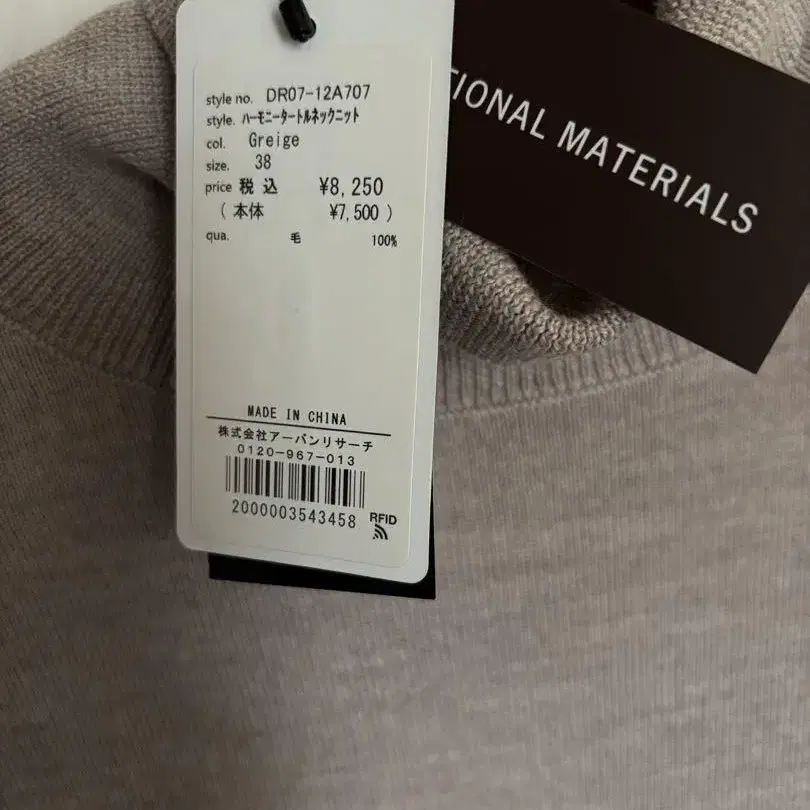 style no. DR07-12A707
style. ﾊｰﾓﾆｰﾀｰﾄﾙﾈｯｸﾆｯﾄ
col. Greige
size. 38
price 税込 ¥8,250
( 本体 ¥7,500 )
qua. 毛 100%
MADE IN CHINA
株式会社アーバンリサーチ
0120-967-013
2000003543458
RFID
MATERIALS